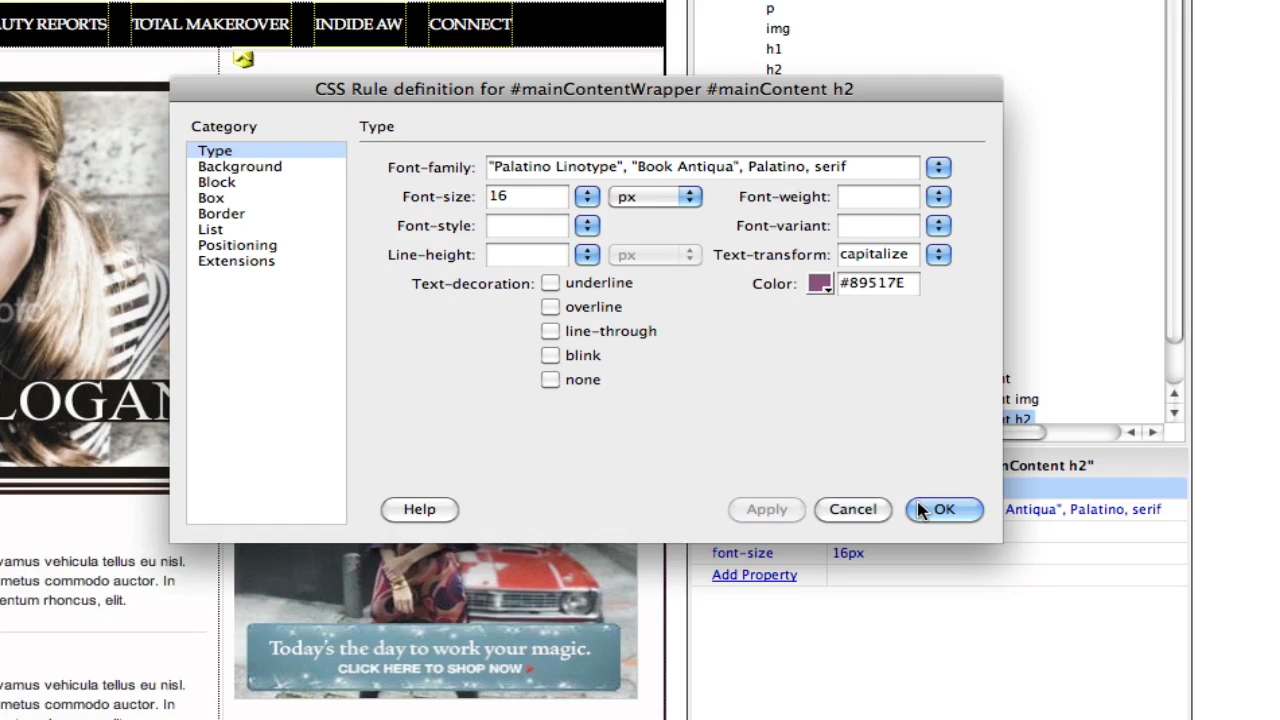 AUTY REPORTS
TOTAL MAKEOVER
INDIDE AW
CONNECT
p
img
h1
h2
CSS Rule definition for #mainContentWrapper #mainContent h2
Category
Type
Background
Block
Box
Border
List
Positioning
Extensions
Type
Font-family: "Palatino Linotype", "Book Antiqua", Palatino, serif
Font-size: 16 px Font-weight:
Font-style: Font-variant:
Line-height: px Text-transform: capitalize
Text-decoration: underline Color: #89517E
overline
line-through
blink
none
Help
Apply
Cancel
OK
LOGAN
t img
t h2
nContent h2"
Antiqua", Palatino, serif
font-size 16px
Add Property
vamus vehicula tellus eu nisl.
metus commodo auctor. In
entum rhoncus, elit.
vamus vehicula tellus eu nisl.
metus commodo auctor. In
Today's the day to work your magic.
CLICK HERE TO SHOP NOW